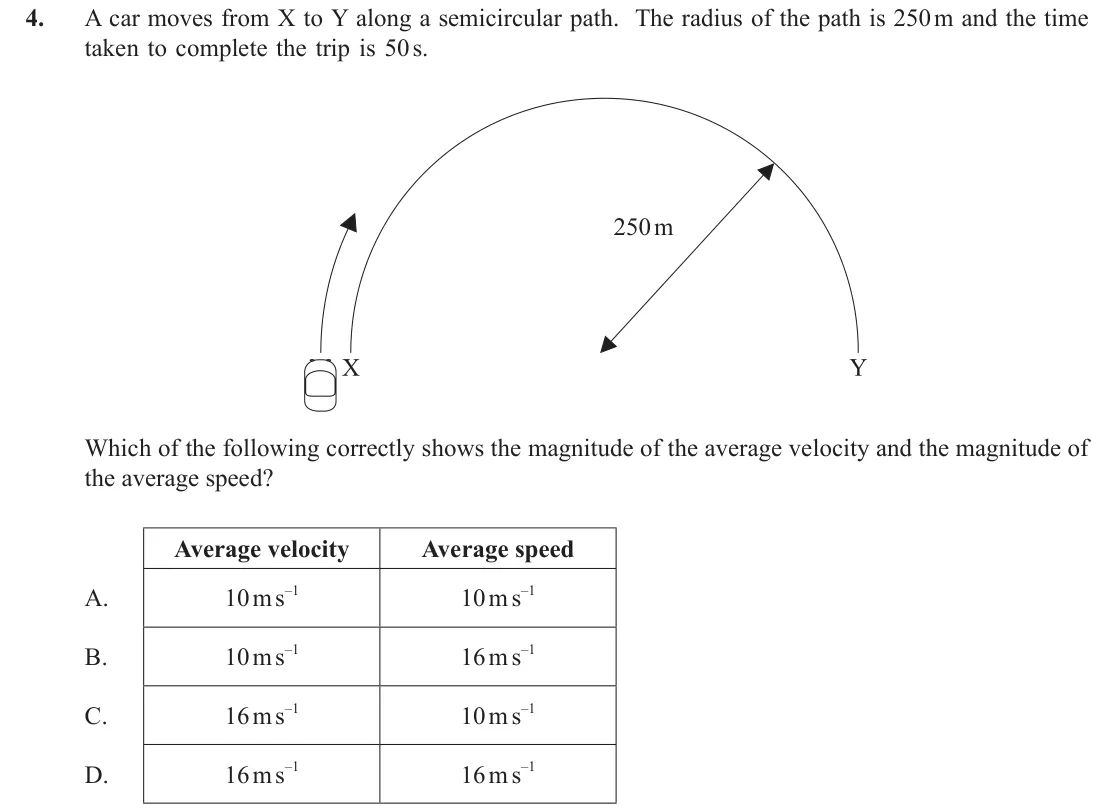 4. A car moves from X to Y along a semicircular path. The radius of the path is 250 m and the time
taken to complete the trip is 50 s.
250 m
X
Y
Which of the following correctly shows the magnitude of the average velocity and the magnitude of
the average speed?
Average velocity Average speed
A. 10 m s⁻¹ 10 m s⁻¹
B. 10 m s⁻¹ 16 m s⁻¹
C. 16 m s⁻¹ 10 m s⁻¹
D. 16 m s⁻¹ 16 m s⁻¹